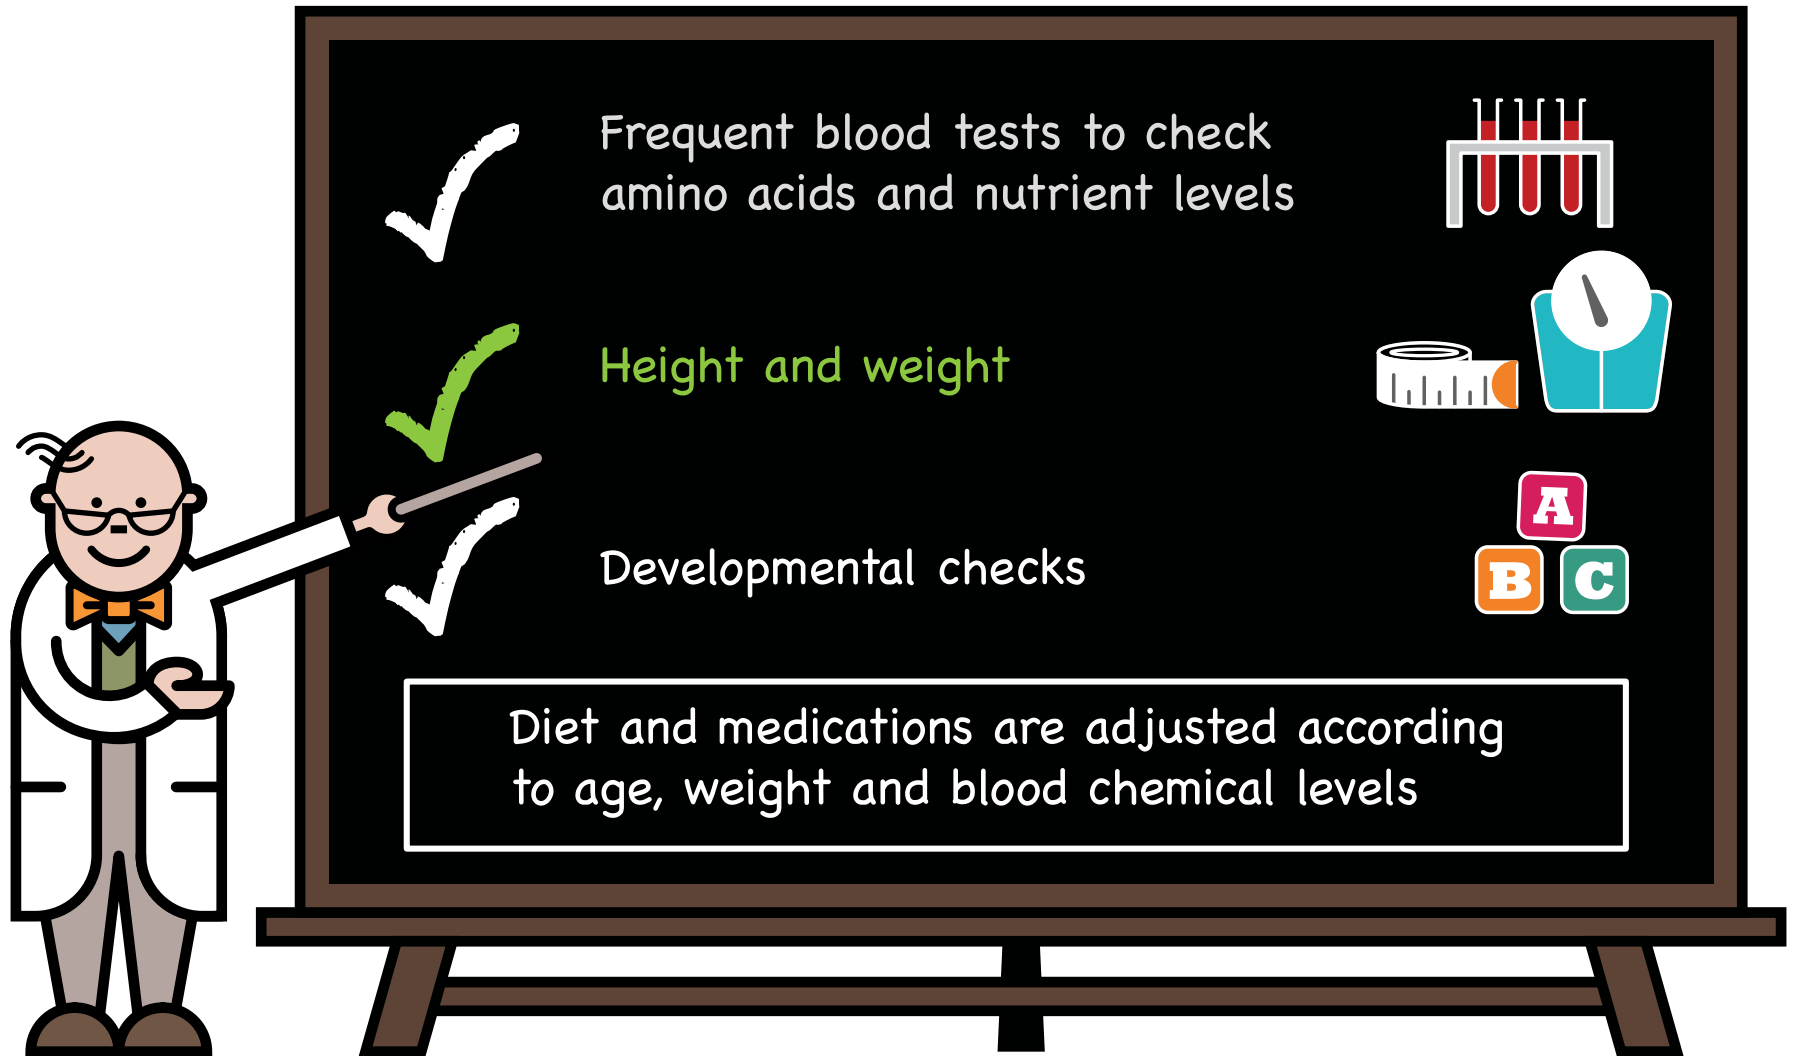 Frequent blood tests to check
amino acids and nutrient levels
Height and weight
A
B C
Developmental checks
Diet and medications are adjusted according
to age, weight and blood chemical levels